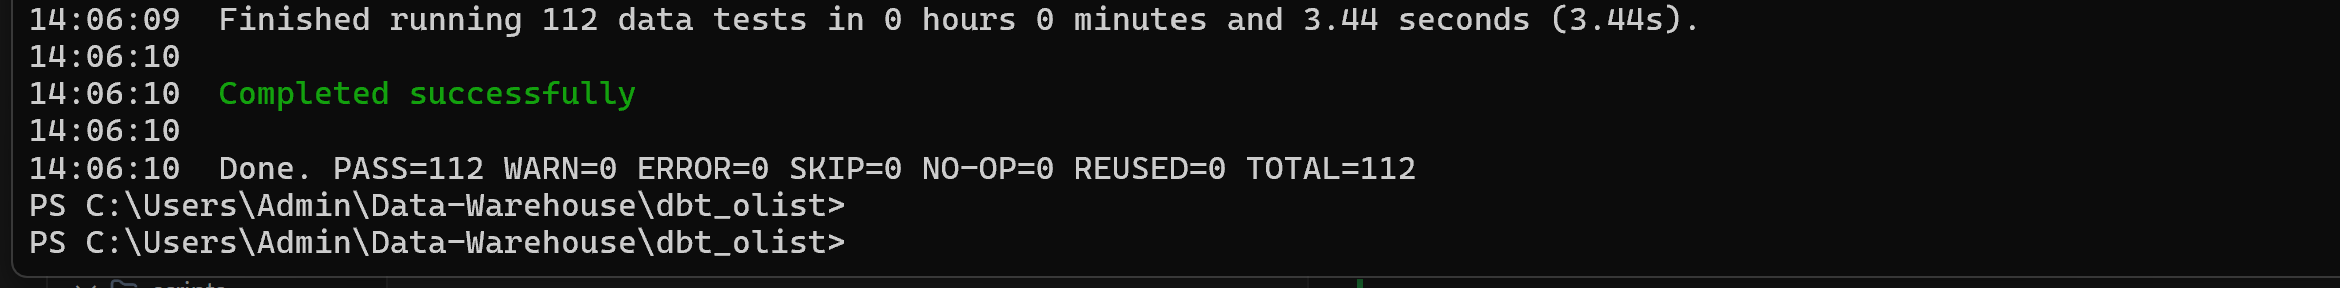 14:06:09  Finished running 112 data tests in 0 hours 0 minutes and 3.44 seconds (3.44s).
14:06:10
14:06:10  Completed successfully
14:06:10
14:06:10  Done. PASS=112 WARN=0 ERROR=0 SKIP=0 NO-OP=0 REUSED=0 TOTAL=112
PS C:\Users\Admin\Data-Warehouse\dbt_olist>
PS C:\Users\Admin\Data-Warehouse\dbt_olist>